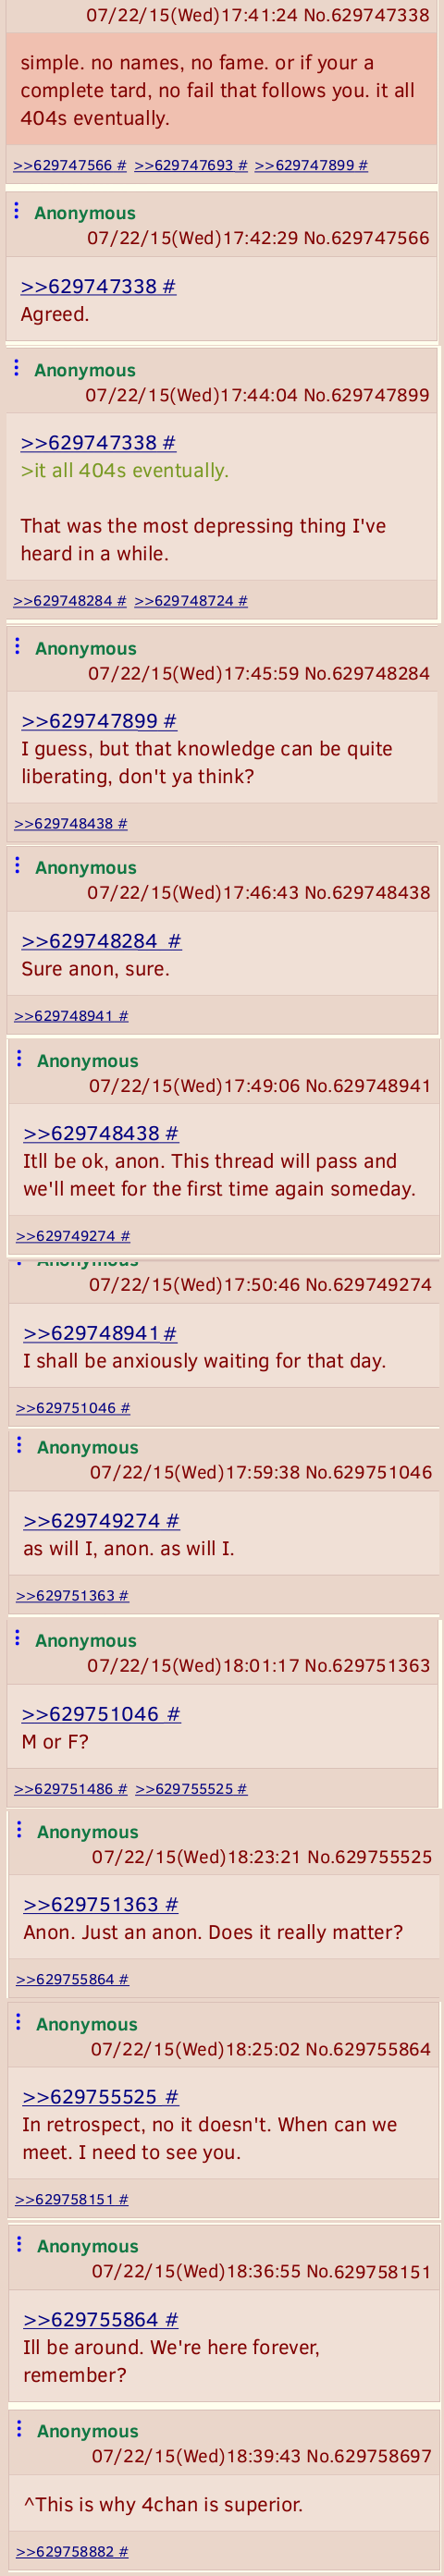 07/22/15(Wed)17:41:24 No.629747338
simple. no names, no fame. or if your a
complete tard, no fail that follows you. it all
404s eventually.
>>629747566 # >>629747693 # >>629747899 #
Anonymous
07/22/15(Wed)17:42:29 No.629747566
>>629747338 #
Agreed.
Anonymous
07/22/15(Wed)17:44:04 No.629747899
>>629747338 #
>it all 404s eventually.
That was the most depressing thing I've
heard in a while.
>>629748284 # >>629748724 #
Anonymous
07/22/15(Wed)17:45:59 No.629748284
>>629747899 #
I guess, but that knowledge can be quite
liberating, don't ya think?
>>629748438 #
Anonymous
07/22/15(Wed)17:46:43 No.629748438
>>629748284 #
Sure anon, sure.
>>629748941 #
Anonymous
07/22/15(Wed)17:49:06 No.629748941
>>629748438 #
Itll be ok, anon. This thread will pass and
we'll meet for the first time again someday.
>>629749274 #
Anonymous
07/22/15(Wed)17:50:46 No.629749274
>>629748941 #
I shall be anxiously waiting for that day.
>>629751046 #
Anonymous
07/22/15(Wed)17:59:38 No.629751046
>>629749274 #
as will I, anon. as will I.
>>629751363 #
Anonymous
07/22/15(Wed)18:01:17 No.629751363
>>629751046 #
M or F?
>>629751486 # >>629755525 #
Anonymous
07/22/15(Wed)18:23:21 No.629755525
>>629751363 #
Anon. Just an anon. Does it really matter?
>>629755864 #
Anonymous
07/22/15(Wed)18:25:02 No.629755864
>>629755525 #
In retrospect, no it doesn't. When can we
meet. I need to see you.
>>629758151 #
Anonymous
07/22/15(Wed)18:36:55 No.629758151
>>629755864 #
Ill be around. We're here forever,
remember?
Anonymous
07/22/15(Wed)18:39:43 No.629758697
^This is why 4chan is superior.
>>629758882 #